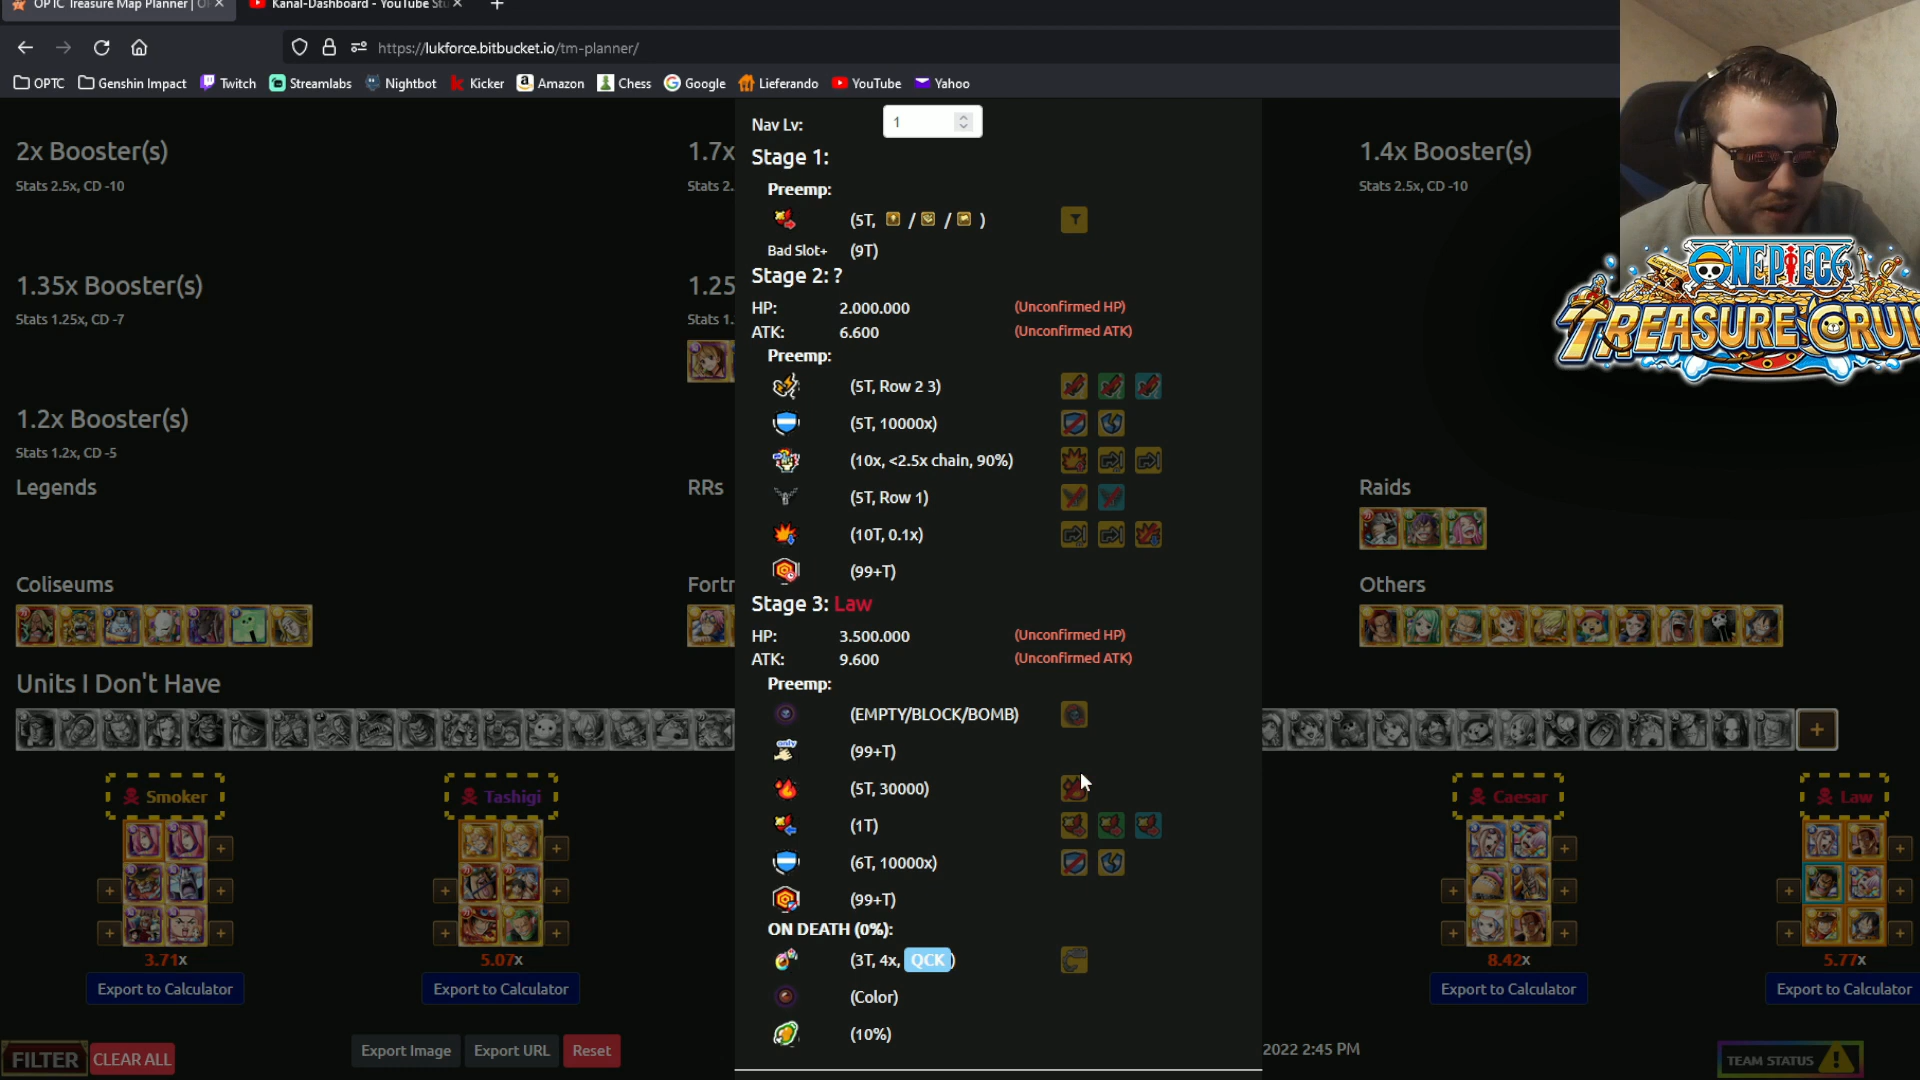 OPTC Treasure Map Planner | O
Kanal-Dashboard - YouTube Stu
https://lukforce.bitbucket.io/tm-planner/
OPTC
Genshin Impact
Twitch
Streamlabs
Nightbot
Kicker
Amazon
Chess
Google
Lieferando
YouTube
Yahoo
2x Booster(s)
Stats 2.5x, CD -10
1.7x
Stats 2.
1.4x Booster(s)
Stats 2.5x, CD -10
1.35x Booster(s)
Stats 1.25x, CD -7
1.25
Stats 1.
1.2x Booster(s)
Stats 1.2x, CD -5
Legends
RRs
Raids
Coliseums
Fortr
Others
Units I Don't Have
Nav Lv: 1
Stage 1:
Preemp:
(5T, / / )
Bad Slot+ (9T)
Stage 2: ?
HP: 2.000.000 (Unconfirmed HP)
ATK: 6.600 (Unconfirmed ATK)
Preemp:
(5T, Row 2 3)
(5T, 10000x)
(10x, <2.5x chain, 90%)
(5T, Row 1)
(10T, 0.1x)
(99+T)
Stage 3: Law
HP: 3.500.000 (Unconfirmed HP)
ATK: 9.600 (Unconfirmed ATK)
Preemp:
(EMPTY/BLOCK/BOMB)
only (99+T)
(5T, 30000)
(1T)
(6T, 10000x)
(99+T)
ON DEATH (0%):
(3T, 4x, QCK)
(Color)
(10%)
Smoker
3.71x
Export to Calculator
Tashigi
5.07x
Export to Calculator
Caesar
8.42x
Export to Calculator
Law
5.77x
Export to Calculator
FILTER
CLEAR ALL
Export Image
Export URL
Reset
2022 2:45 PM
TEAM STATUS
ONE PIECE
TREASURE CRUIS